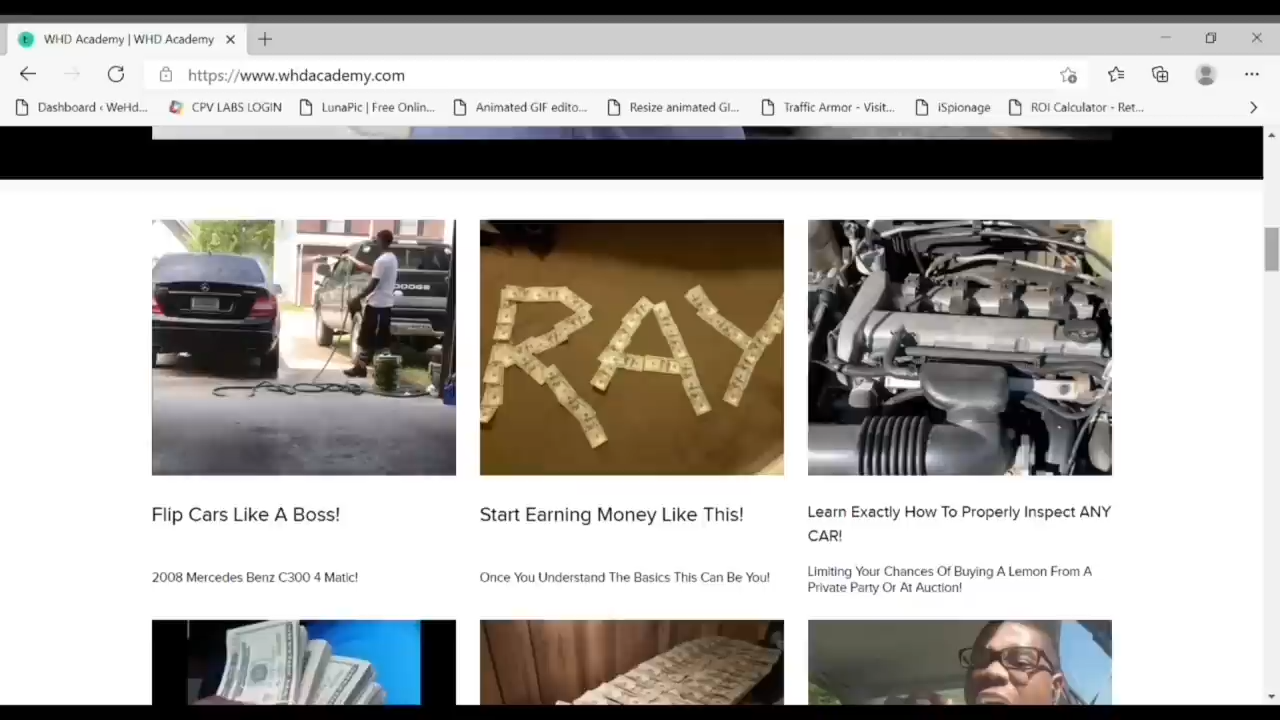 WHD Academy | WHD Academy
https://www.whdacademy.com
Dashboard ‹ WeHd...
CPV LABS LOGIN
LunaPic | Free Onlin...
Animated GIF edito...
Resize animated GI...
Traffic Armor - Visit...
iSpionage
ROI Calculator - Ret...
DODGE
RAY
Flip Cars Like A Boss!
Start Earning Money Like This!
Learn Exactly How To Properly Inspect ANY
CAR!
2008 Mercedes Benz C300 4 Matic!
Once You Understand The Basics This Can Be You!
Limiting Your Chances Of Buying A Lemon From A
Private Party Or At Auction!